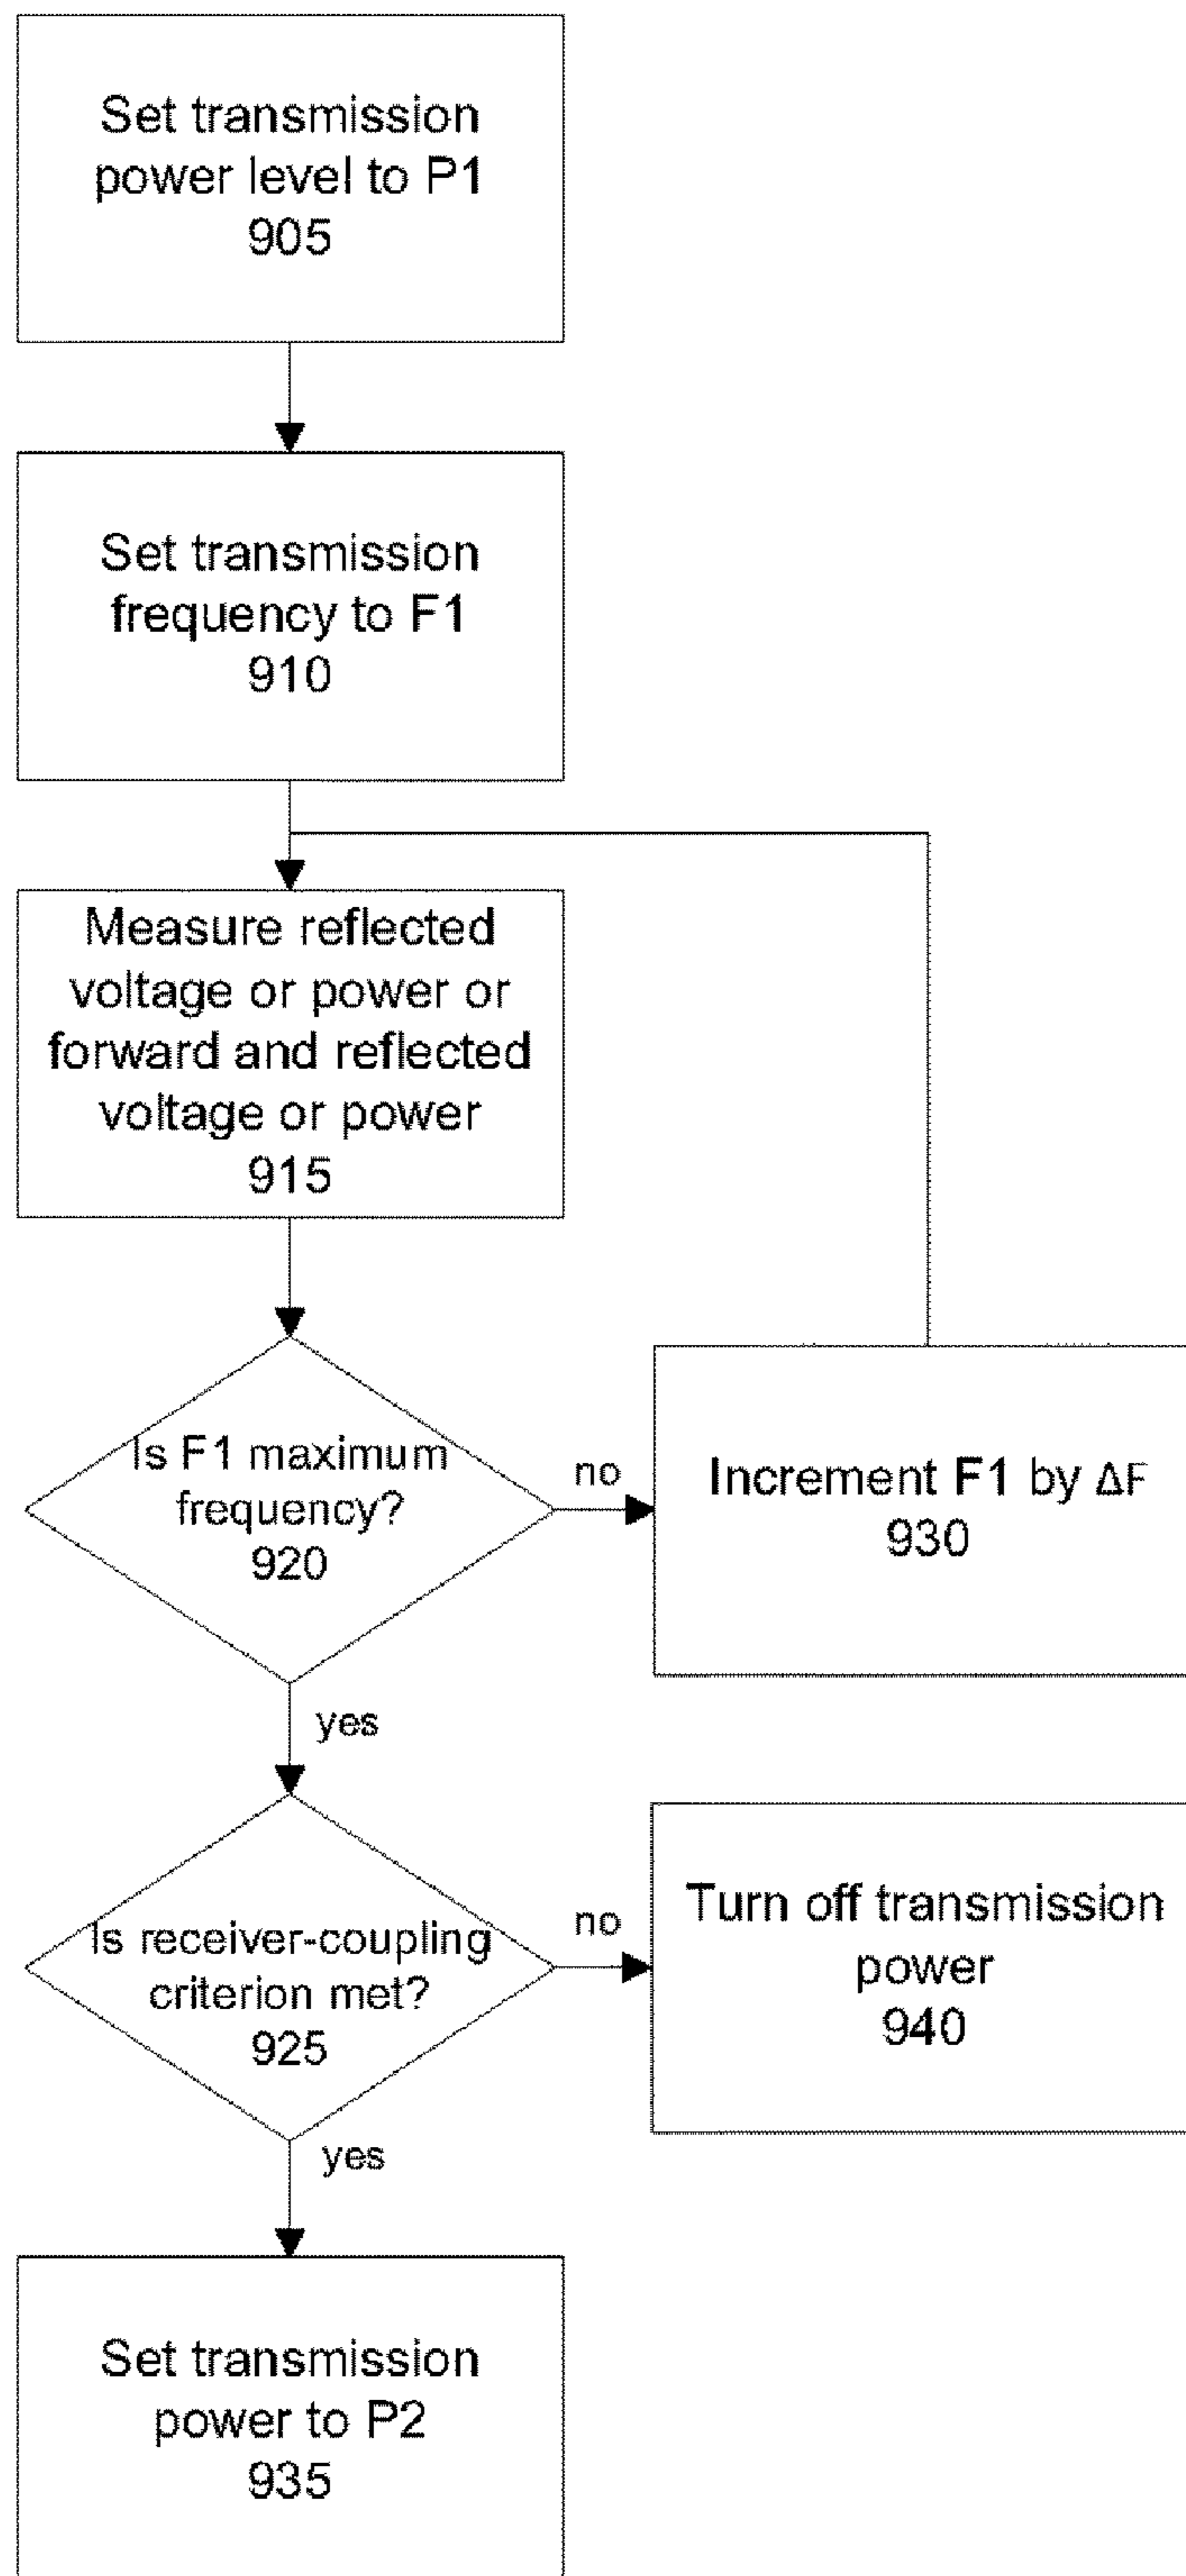 Set transmission
power level to P1
905
Set transmission
frequency to F1
910
Measure reflected
voltage or power or
forward and reflected
voltage or power
915
Is F1 maximum
frequency?
920
no
Increment F1 by ΔF
930
yes
Is receiver-coupling
criterion met?
925
no
Turn off transmission
power
940
yes
Set transmission
power to P2
935